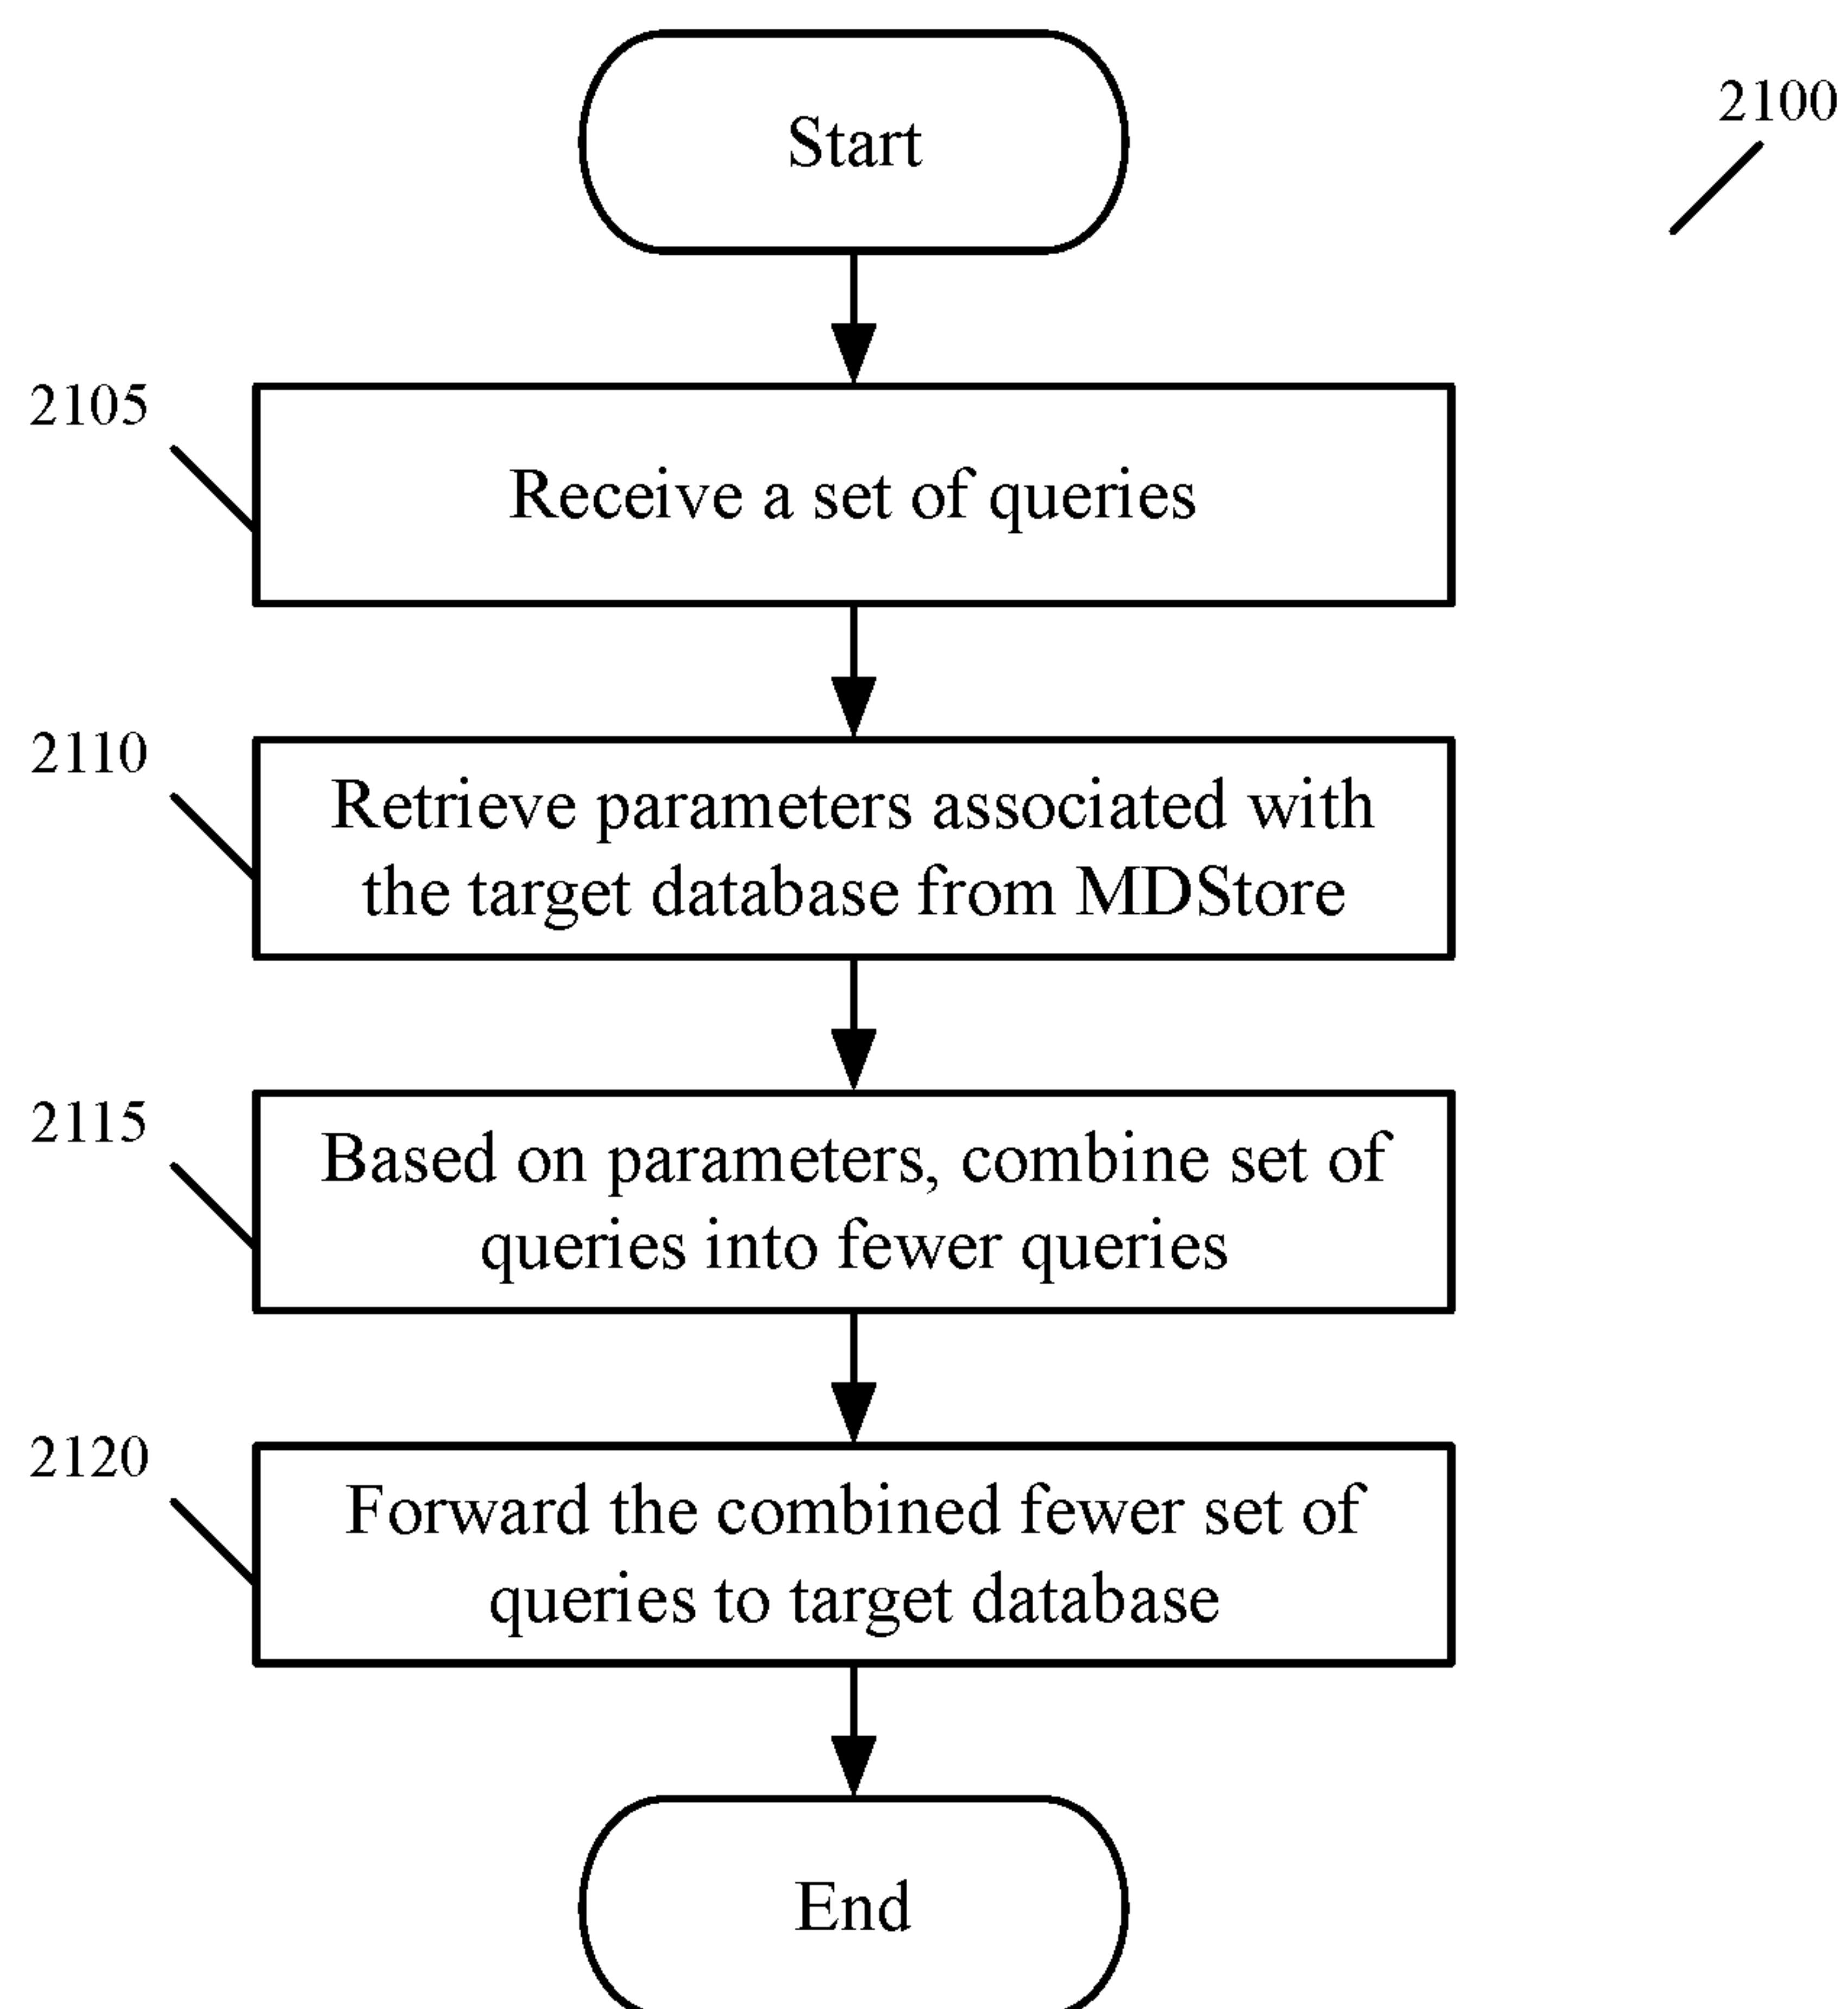 Start
2100
2105
Receive a set of queries
2110
Retrieve parameters associated with
the target database from MDStore
2115
Based on parameters, combine set of
queries into fewer queries
2120
Forward the combined fewer set of
queries to target database
End